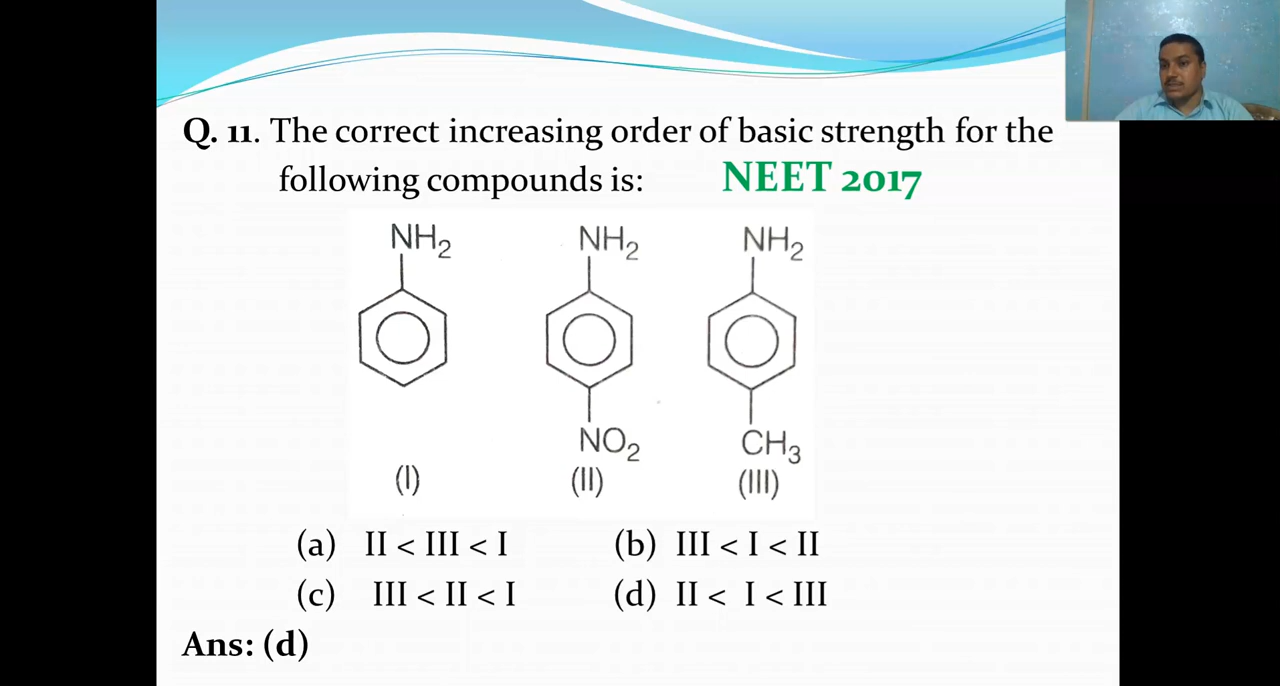 Q. 11. The correct increasing order of basic strength for the
following compounds is: NEET 2017
NH2 NH2 NH2
NO2 CH3
(I) (II) (III)
(a) II < III < I (b) III < I < II
(c) III < II < I (d) II < I < III
Ans: (d)